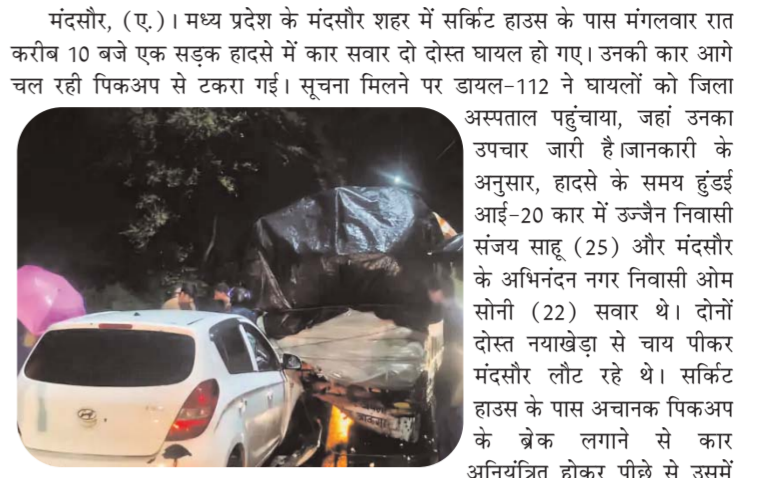 मंदसौर, (ए.)। मध्य प्रदेश के मंदसौर शहर में सर्किट हाउस के पास मंगलवार रात
करीब 10 बजे एक सड़क हादसे में कार सवार दो दोस्त घायल हो गए। उनकी कार आगे
चल रही पिकअप से टकरा गई। सूचना मिलने पर डायल-112 ने घायलों को जिला
अस्पताल पहुंचाया, जहां उनका
उपचार जारी है।जानकारी के
अनुसार, हादसे के समय हुंडई
आई-20 कार में उज्जैन निवासी
संजय साहू (25) और मंदसौर
के अभिनंदन नगर निवासी ओम
सोनी (22) सवार थे। दोनों
दोस्त नयाखेड़ा से चाय पीकर
मंदसौर लौट रहे थे। सर्किट
हाउस के पास अचानक पिकअप
के ब्रेक लगाने से कार
अनियंत्रित होकर पीछे से उसमें